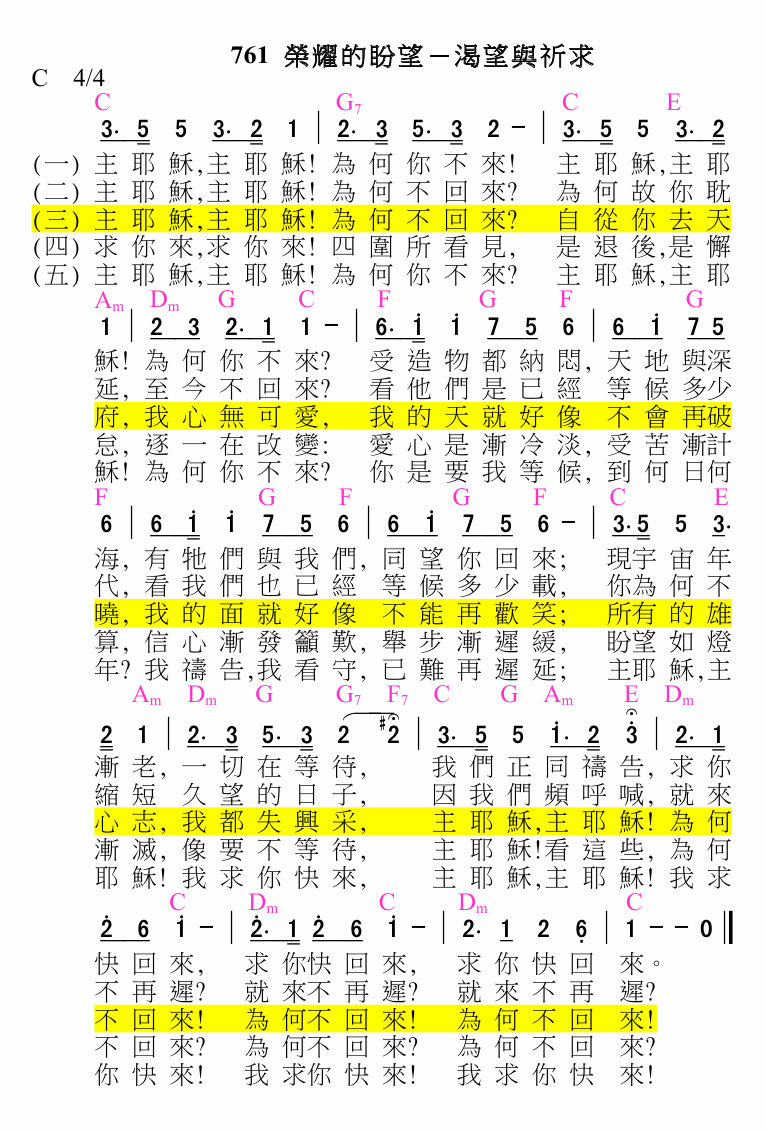 761 榮耀的盼望－渴望與祈求
C 4/4
C G7 C E
3· 5 5 3· 2 1 | 2· 3 5· 3 2 － | 3· 5 5 3· 2
(一) 主耶穌,主耶穌! 為何你不來! 主耶穌,主耶
(二) 主耶穌,主耶穌! 為何不回來? 為何故你耽
(三) 主耶穌,主耶穌! 為何不回來? 自從你去天
(四) 求你來,求你來! 四圍所看見, 是退後,是懈
(五) 主耶穌,主耶穌! 為何你不來? 主耶穌,主耶
Am Dm G C F G F G
1 | 2 3 2· 1 1 － | 6· i i 7 5 6 | 6 i 7 5
穌! 為何你不來? 受造物都納悶, 天地與深
延, 至今不回來? 看他們是已經 等候多少
府, 我心無可愛, 我的天就好像 不會再破
怠, 逐一在改變: 愛心是漸冷淡, 受苦漸計
穌! 為何你不來? 你是要我等候, 到何日何
F G F G F C E
6 | 6 i i 7 5 6 | 6 i 7 5 6 － | 3· 5 5 3·
海, 有牠們與我們, 同望你回來; 現宇宙年
代, 看我們也已經 等候多少載, 你為何不
曉, 我的面就好像 不能再歡笑; 所有的雄
算, 信心漸發籲歎, 舉步漸遲緩, 盼望如燈
年? 我禱告,我看守, 已難再遲延; 主耶穌,主
Am Dm G G7 F7 C G Am E Dm
2 1 | 2· 3 5· 3 2 #2 | 3· 5 5 i· 2 3 | 2· 1
漸老, 一切在等待, 我們正同禱告, 求你
縮短 久望的日子, 因我們頻呼喊, 就來
心志, 我都失興采, 主耶穌,主耶穌! 為何
漸滅, 像要不等待, 主耶穌!看這些, 為何
耶穌! 我求你快來, 主耶穌,主耶穌! 我求
C Dm C Dm C
2 6 i － | 2· 1 2 6 i － | 2· 1 2 6 | 1 － － 0
快回來, 求你快回來, 求你快回 來。
不再遲? 就來不再遲? 就來不再 遲?
不回來! 為何不回來! 為何不回 來!
不回來? 為何不回來? 為何不回 來?
你快來! 我求你快來! 我求你快 來!